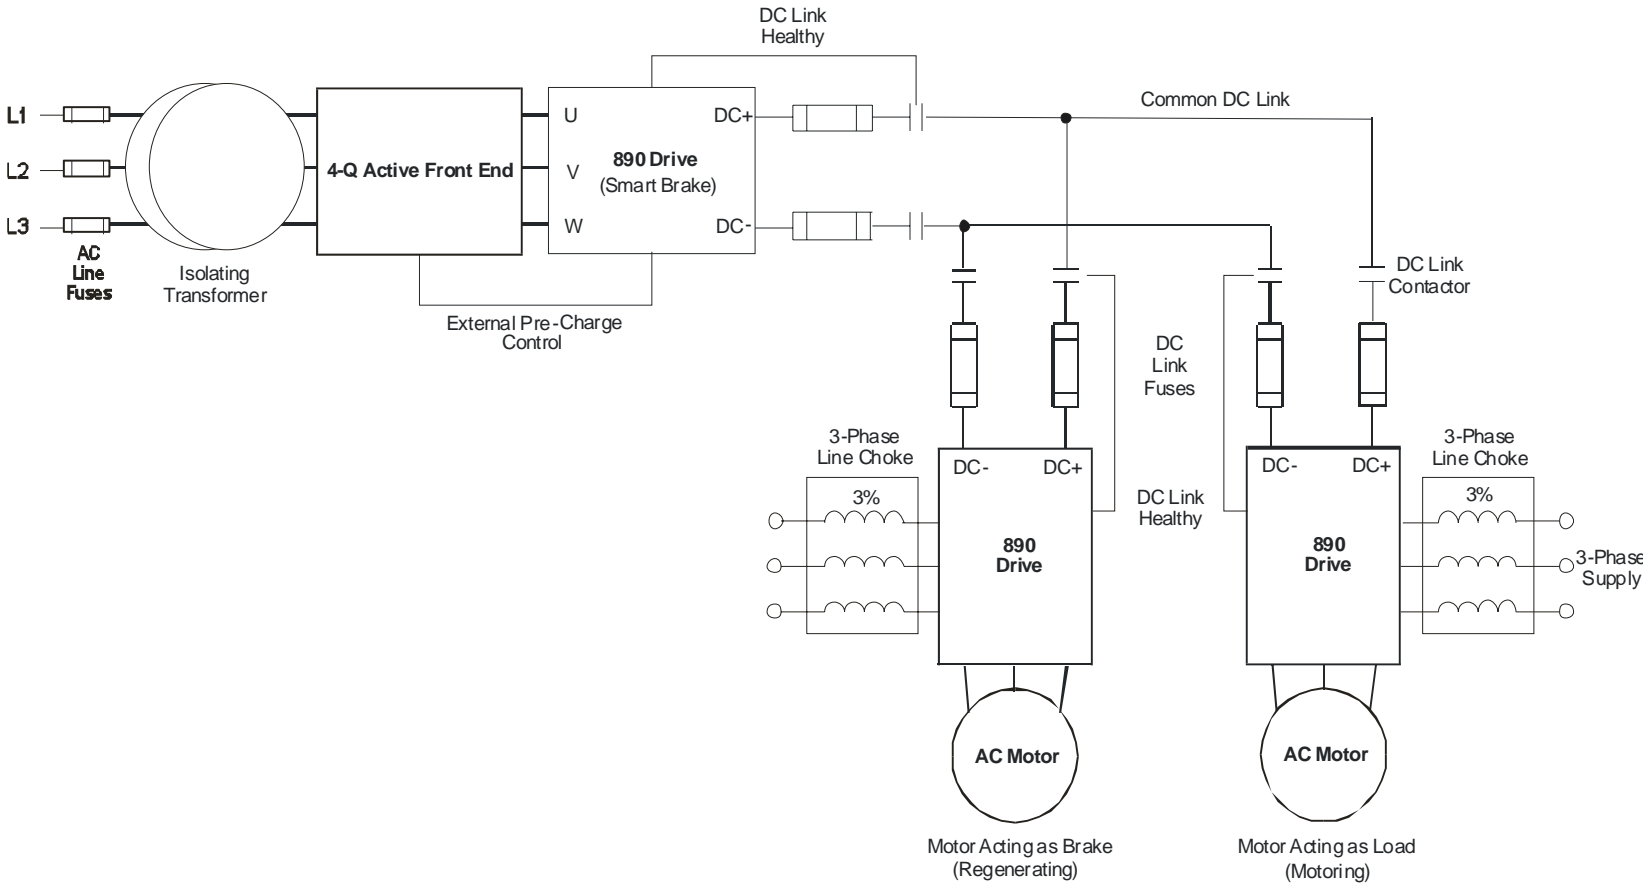 DC Link
Healthy
Common DC Link
L1
L2
L3
AC
Line
Fuses
Isolating
Transformer
4-Q Active Front End
U
V
W
890 Drive
(Smart Brake)
DC+
DC-
External Pre-Charge
Control
DC Link
Contactor
DC
Link
Fuses
3-Phase
Line Choke
3%
DC-
DC+
890
Drive
DC Link
Healthy
DC-
DC+
890
Drive
3-Phase
Line Choke
3%
3-Phase
Supply
AC Motor
AC Motor
Motor Acting as Brake
(Regenerating)
Motor Acting as Load
(Motoring)